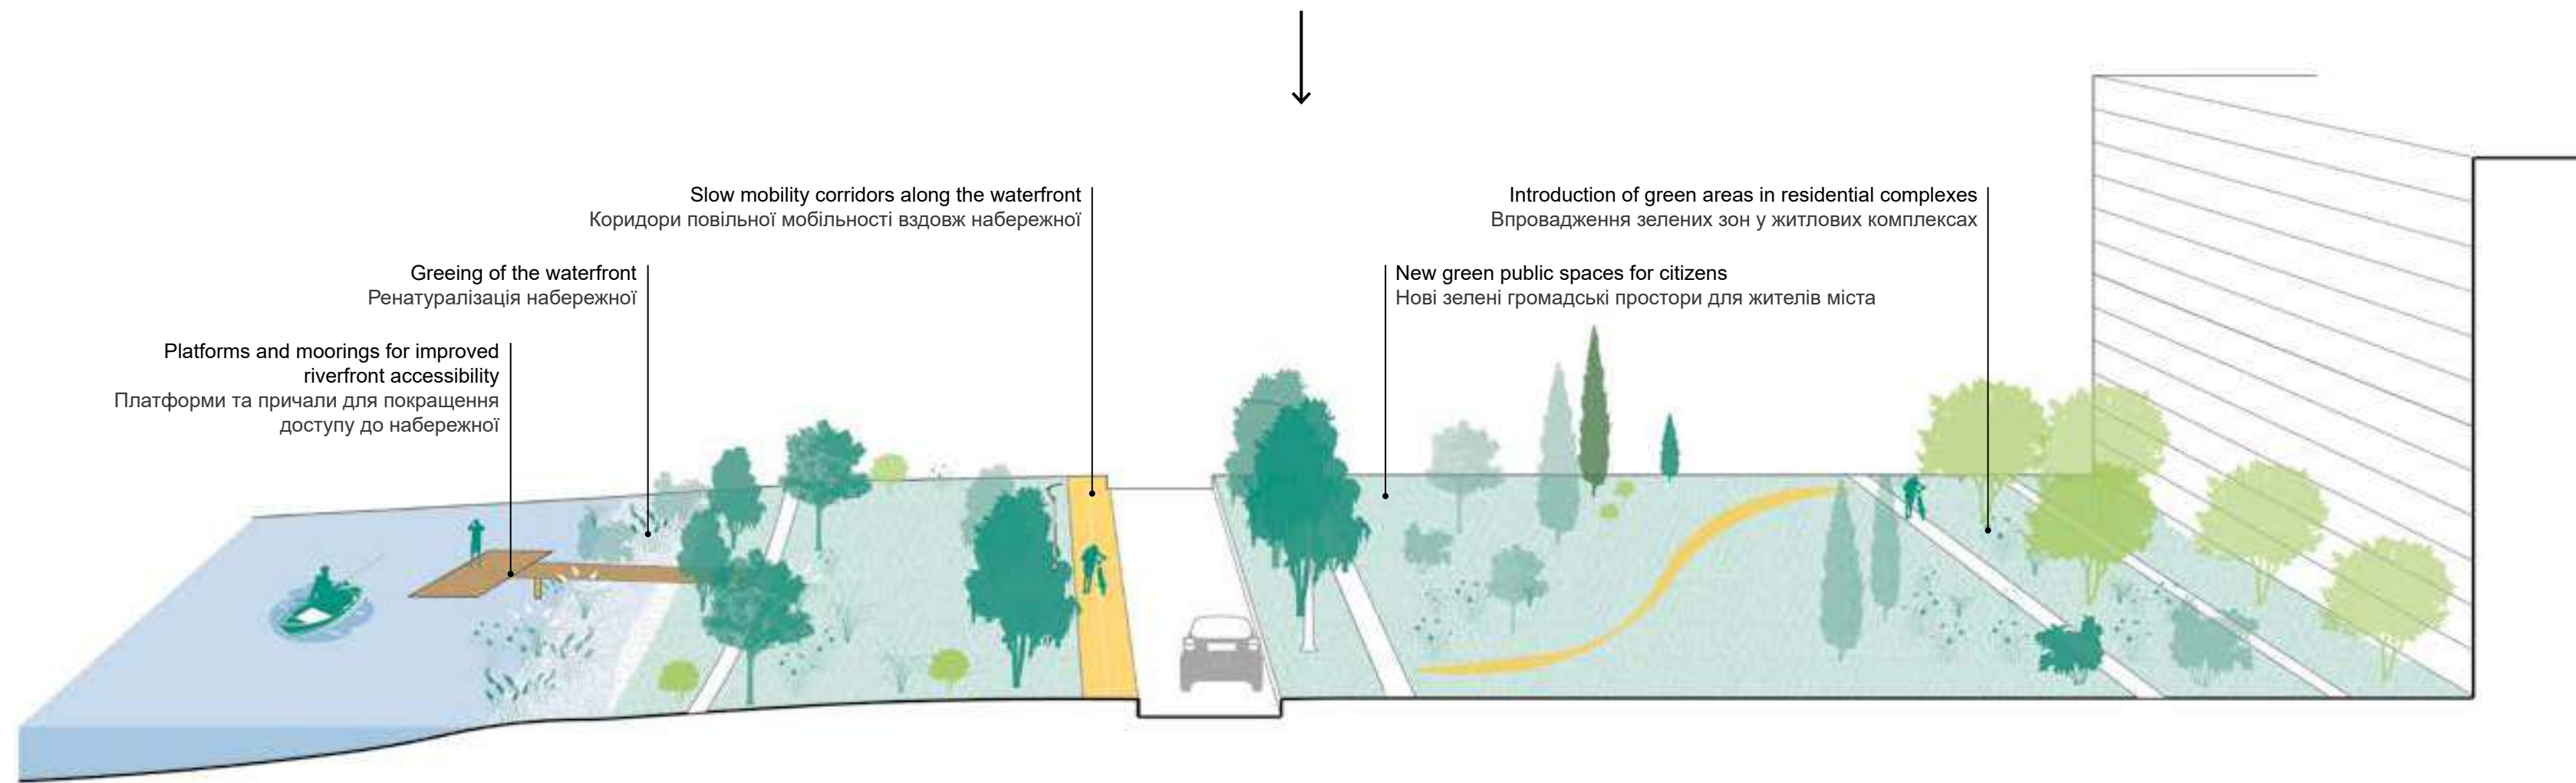 Slow mobility corridors along the waterfront
Коридори повільної мобільності вздовж набережної
Introduction of green areas in residential complexes
Впровадження зелених зон у житлових комплексах
Greeing of the waterfront
Ренатуралізація набережної
New green public spaces for citizens
Нові зелені громадські простори для жителів міста
Platforms and moorings for improved
riverfront accessibility
Платформи та причали для покращення
доступу до набережної